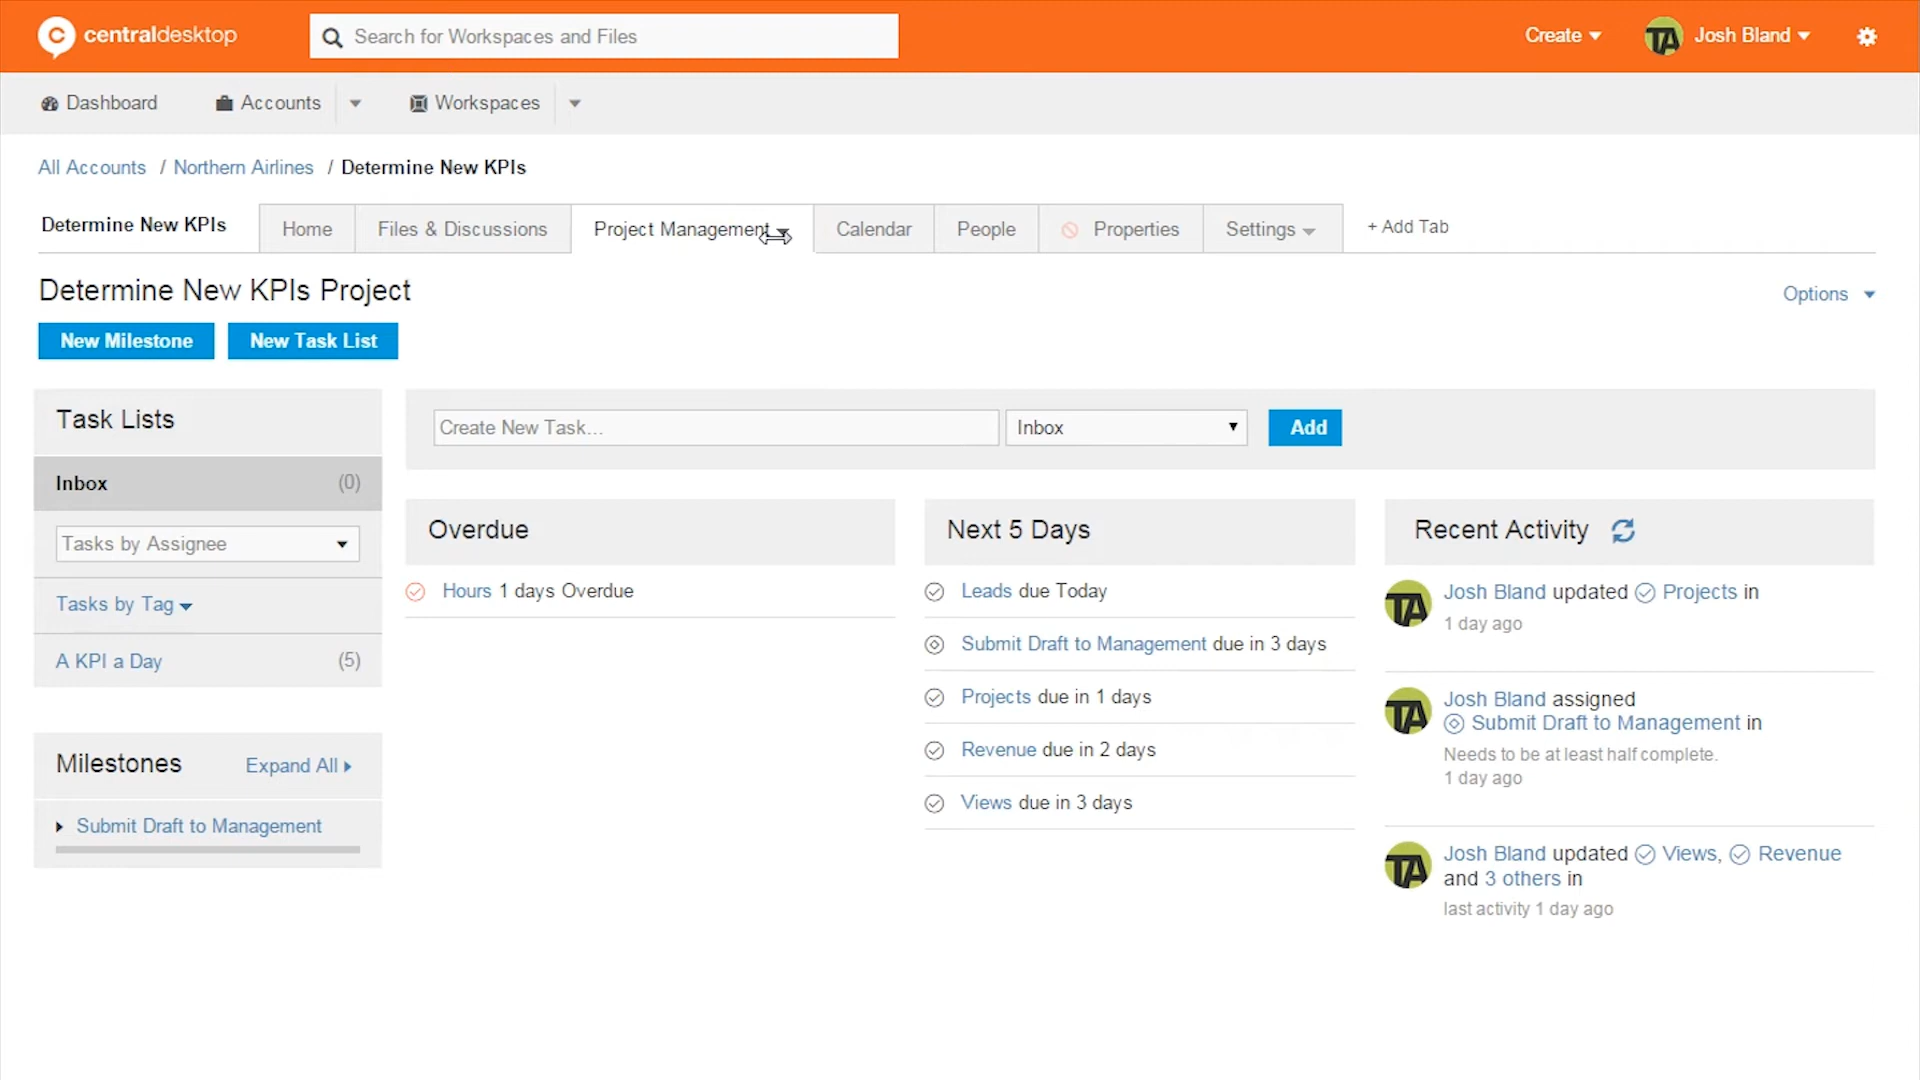 centraldesktop
Search for Workspaces and Files
Create
TA
Josh Bland
Dashboard
Accounts
Workspaces
All Accounts / Northern Airlines / Determine New KPIs
Determine New KPIs
Home
Files & Discussions
Project Management
Calendar
People
Properties
Settings
+ Add Tab
Determine New KPIs Project
Options
New Milestone
New Task List
Task Lists
Inbox (0)
Tasks by Assignee
Tasks by Tag
A KPI a Day (5)
Milestones
Expand All
Submit Draft to Management
Create New Task...
Inbox
Add
Overdue
Hours 1 days Overdue
Next 5 Days
Leads due Today
Submit Draft to Management due in 3 days
Projects due in 1 days
Revenue due in 2 days
Views due in 3 days
Recent Activity
TA
Josh Bland updated Projects in
1 day ago
TA
Josh Bland assigned
Submit Draft to Management in
Needs to be at least half complete.
1 day ago
TA
Josh Bland updated Views, Revenue
and 3 others in
last activity 1 day ago